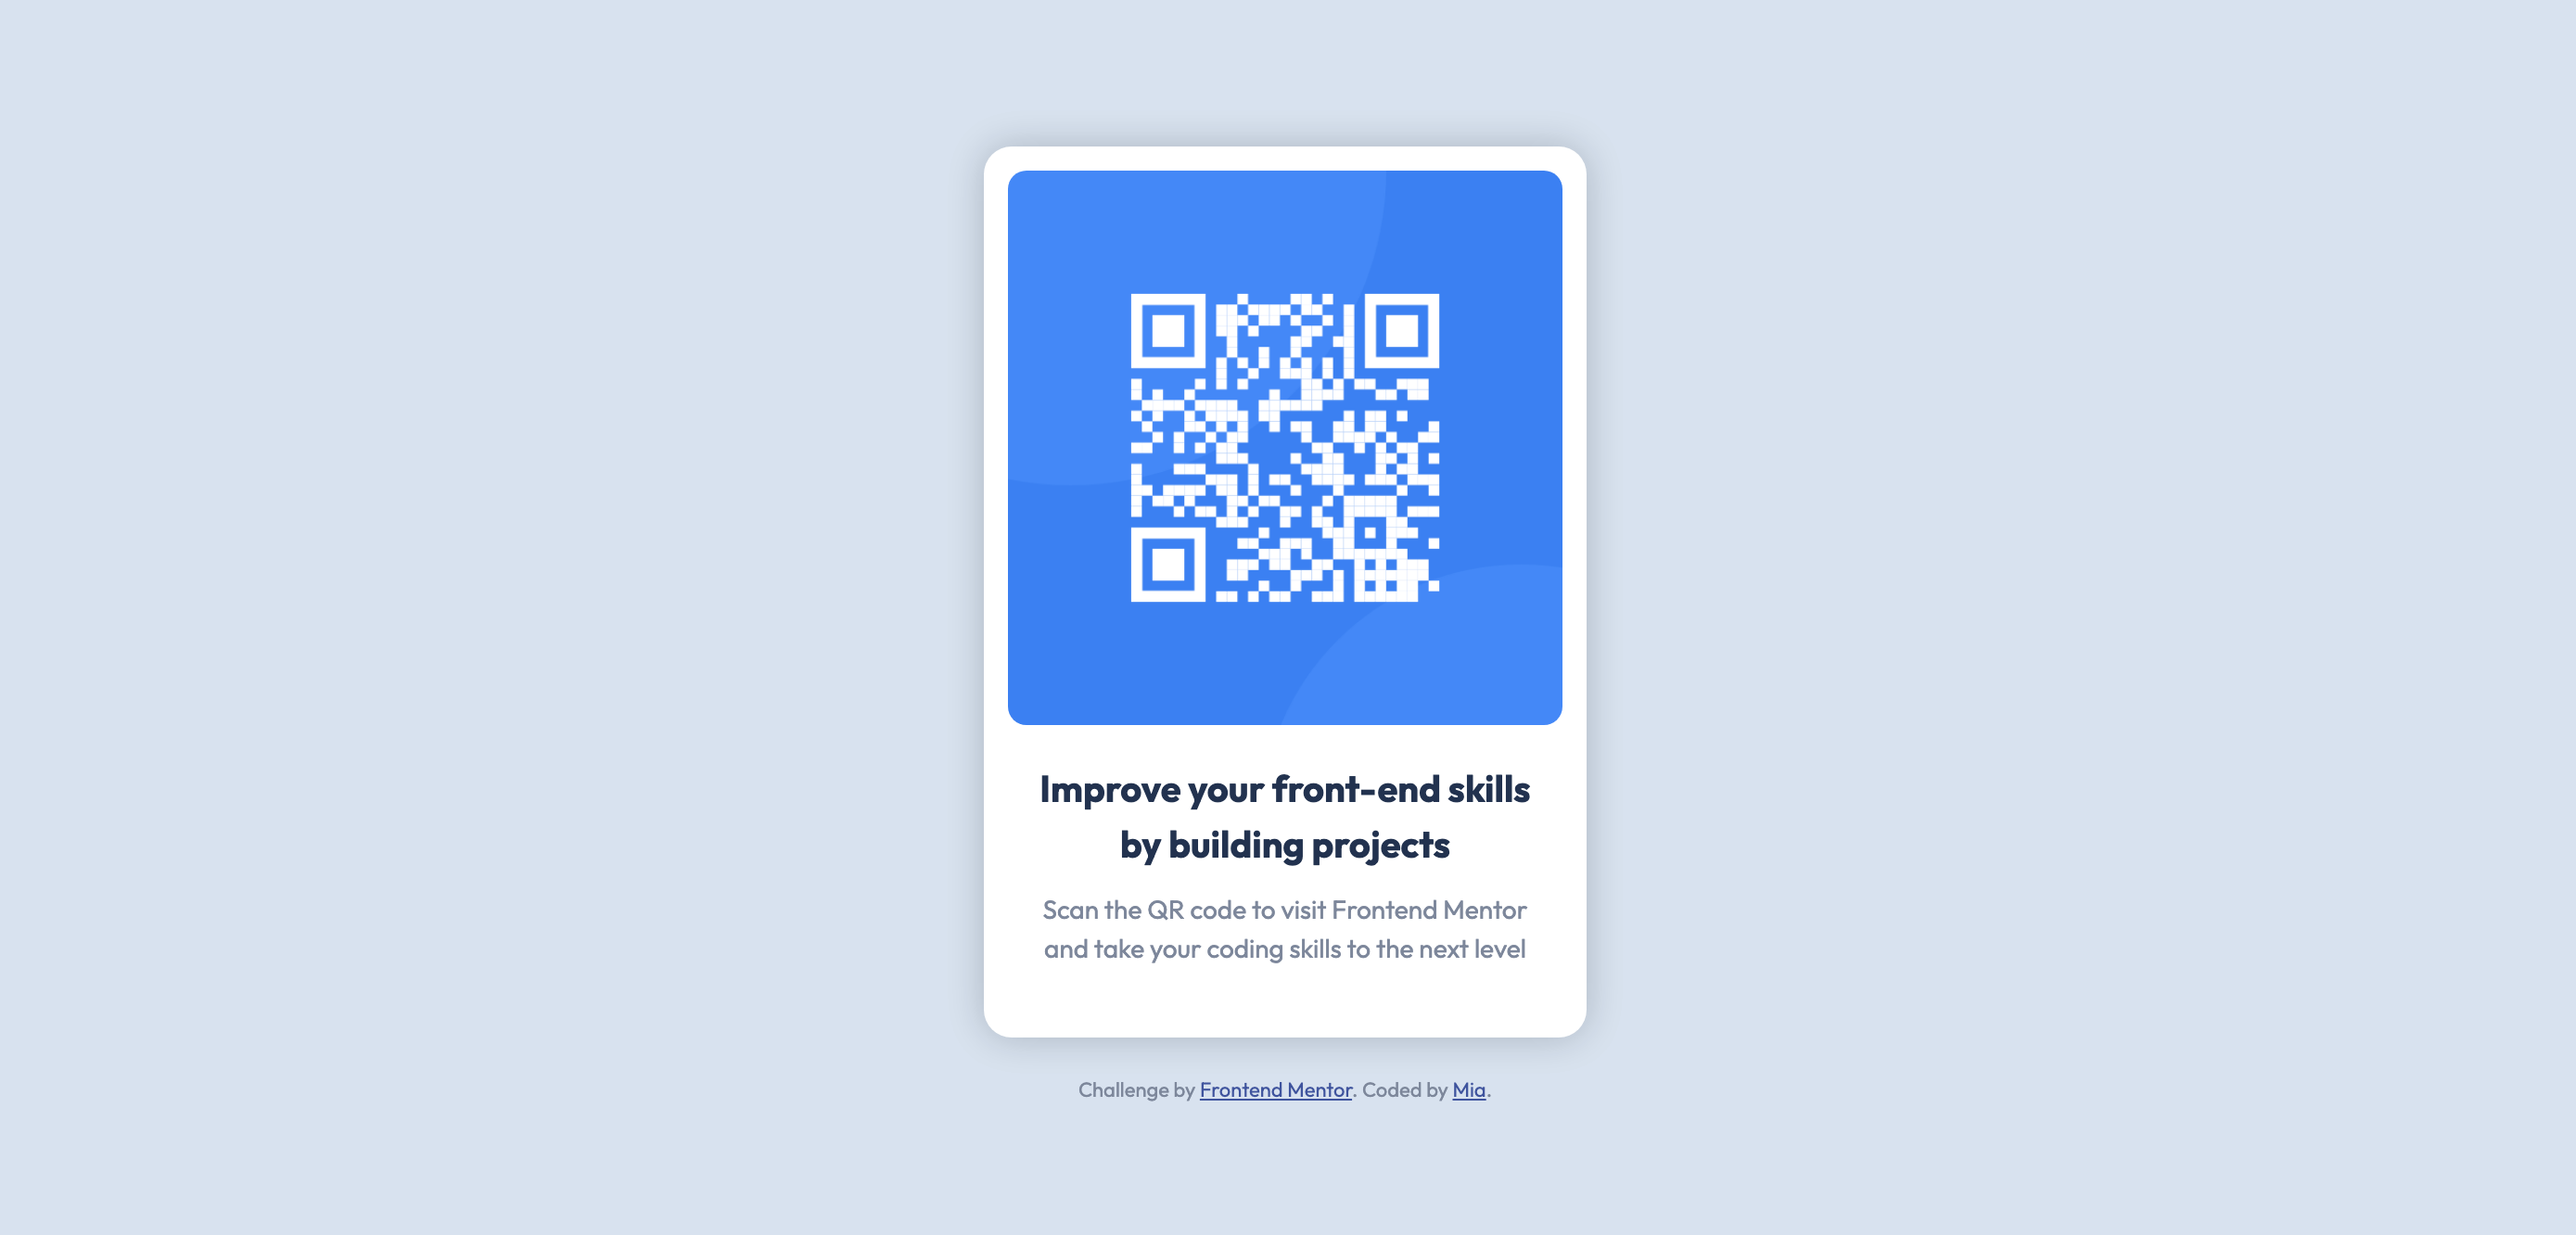 Improve your front-end skills
by building projects
Scan the QR code to visit Frontend Mentor
and take your coding skills to the next level
Challenge by Frontend Mentor. Coded by Mia.